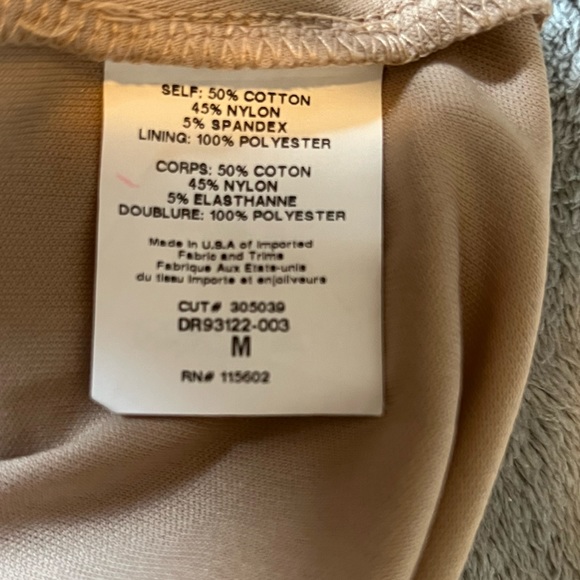 SELF: 50% COTTON
45% NYLON
5% SPANDEX
LINING: 100% POLYESTER
CORPS: 50% COTON
45% NYLON
5% ELASTHANNE
DOUBLURE: 100% POLYESTER
Made in U.S.A of Imported
Fabric and Trims
Fabrique Aux Etats-unis
du tissu importe et enjoliveurs
CUT# 305039
DR93122-003
M
RN# 115602